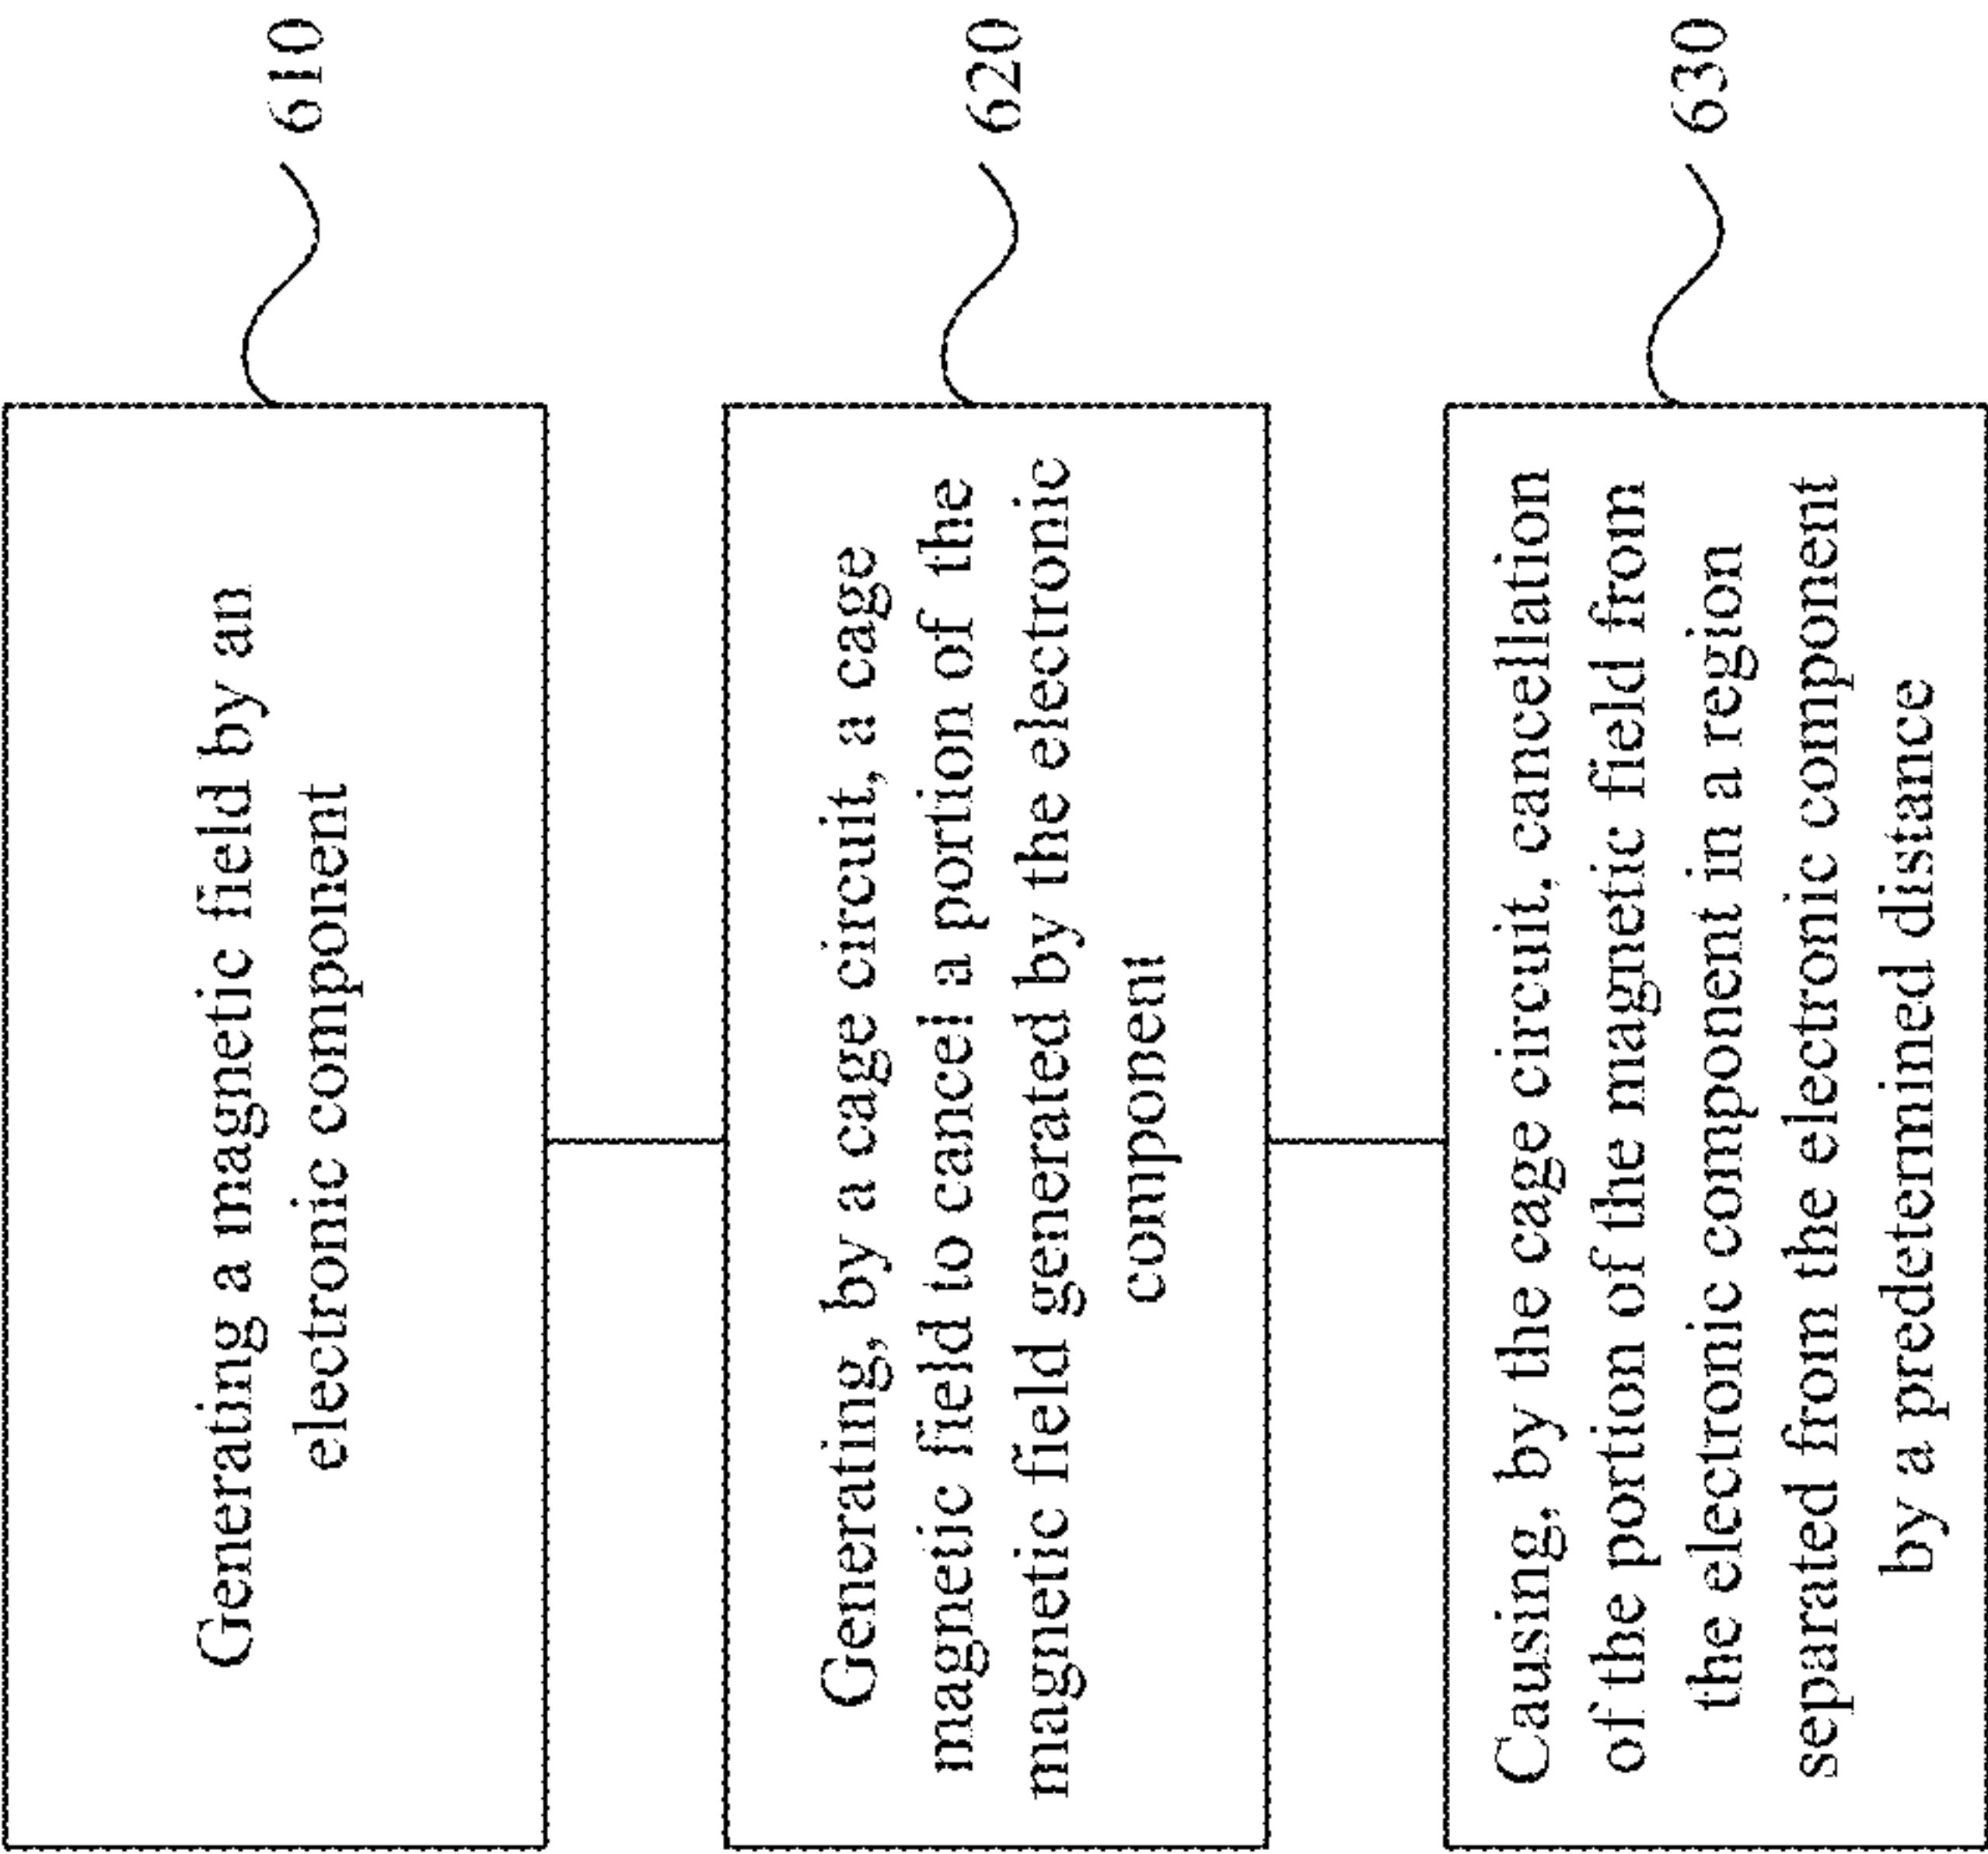 Generating a magnetic field by an
electronic component
610
Generating, by a cage circuit, a cage
magnetic field to cancel a portion of the
magnetic field generated by the electronic
component
620
Causing, by the cage circuit, cancellation
of the portion of the magnetic field from
the electronic component in a region
separated from the electronic component
by a predetermined distance
630